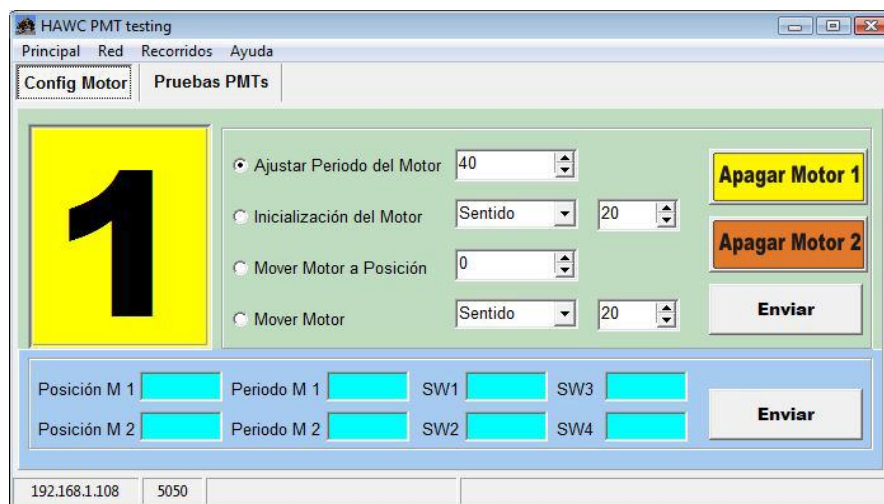 HAWC PMT testing
Principal Red Recorridos Ayuda
Config Motor Pruebas PMTs
1
Ajustar Periodo del Motor 40
Apagar Motor 1
Inicialización del Motor Sentido 20
Apagar Motor 2
Mover Motor a Posición 0
Mover Motor Sentido 20
Enviar
Posición M 1 Periodo M 1 SW1 SW3
Posición M 2 Periodo M 2 SW2 SW4
Enviar
192.168.1.108 5050